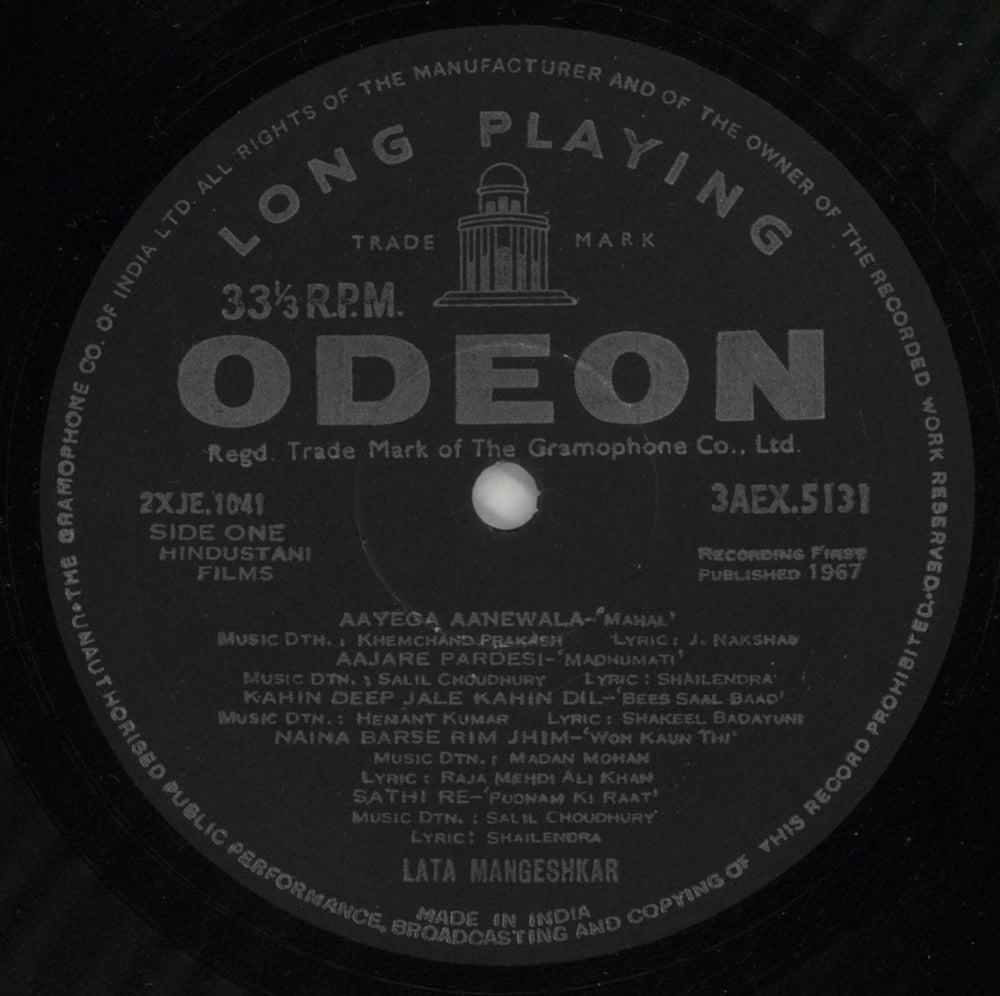 THE GRAMOPHONE CO. OF INDIA LTD. ALL RIGHTS OF THE MANUFACTURER AND OF THE OWNER OF THE RECORDED WORK RESERVED. UNAUTHORISED PUBLIC PERFORMANCE, BROADCASTING AND COPYING OF THIS RECORD PROHIBITED.
LONG PLAYING
TRADE MARK
33⅓ R.P.M.
ODEON
Regd. Trade Mark of The Gramophone Co., Ltd.
2XJE.1041
3AEX.5131
SIDE ONE
HINDUSTANI
FILMS
RECORDING FIRST
PUBLISHED 1967
AAYEGA AANEWALA-'MAHAL'
MUSIC DTN. : KHEMCHAND PRAKASH LYRIC : J. NAKSHAB
AAJARE PARDESI-'MADHUMATI'
MUSIC DTN. : SALIL CHOUDHURY LYRIC : SHAILENDRA
KAHIN DEEP JALE KAHIN DIL-'BEES SAAL BAAD'
MUSIC DTN. : HEMANT KUMAR LYRIC : SHAKEEL BADAYUNI
NAINA BARSE RIM JHIM-'WOH KAUN THI'
MUSIC DTN. : MADAN MOHAN
LYRIC : RAJA MEHDI ALI KHAN
SATHI RE-'POONAM KI RAAT'
MUSIC DTN. : SALIL CHOUDHURY
LYRIC : SHAILENDRA
LATA MANGESHKAR
MADE IN INDIA